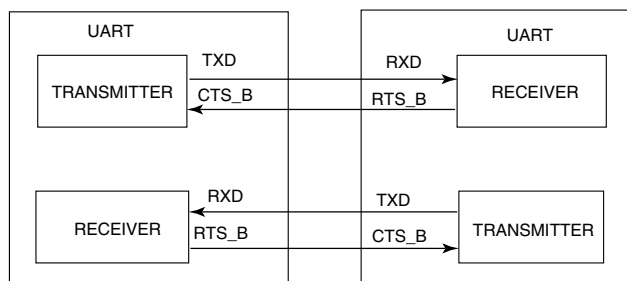 UART
UART
TXD
RXD
TRANSMITTER
CTS_B
RTS_B
RECEIVER
RXD
TXD
RECEIVER
RTS_B
CTS_B
TRANSMITTER